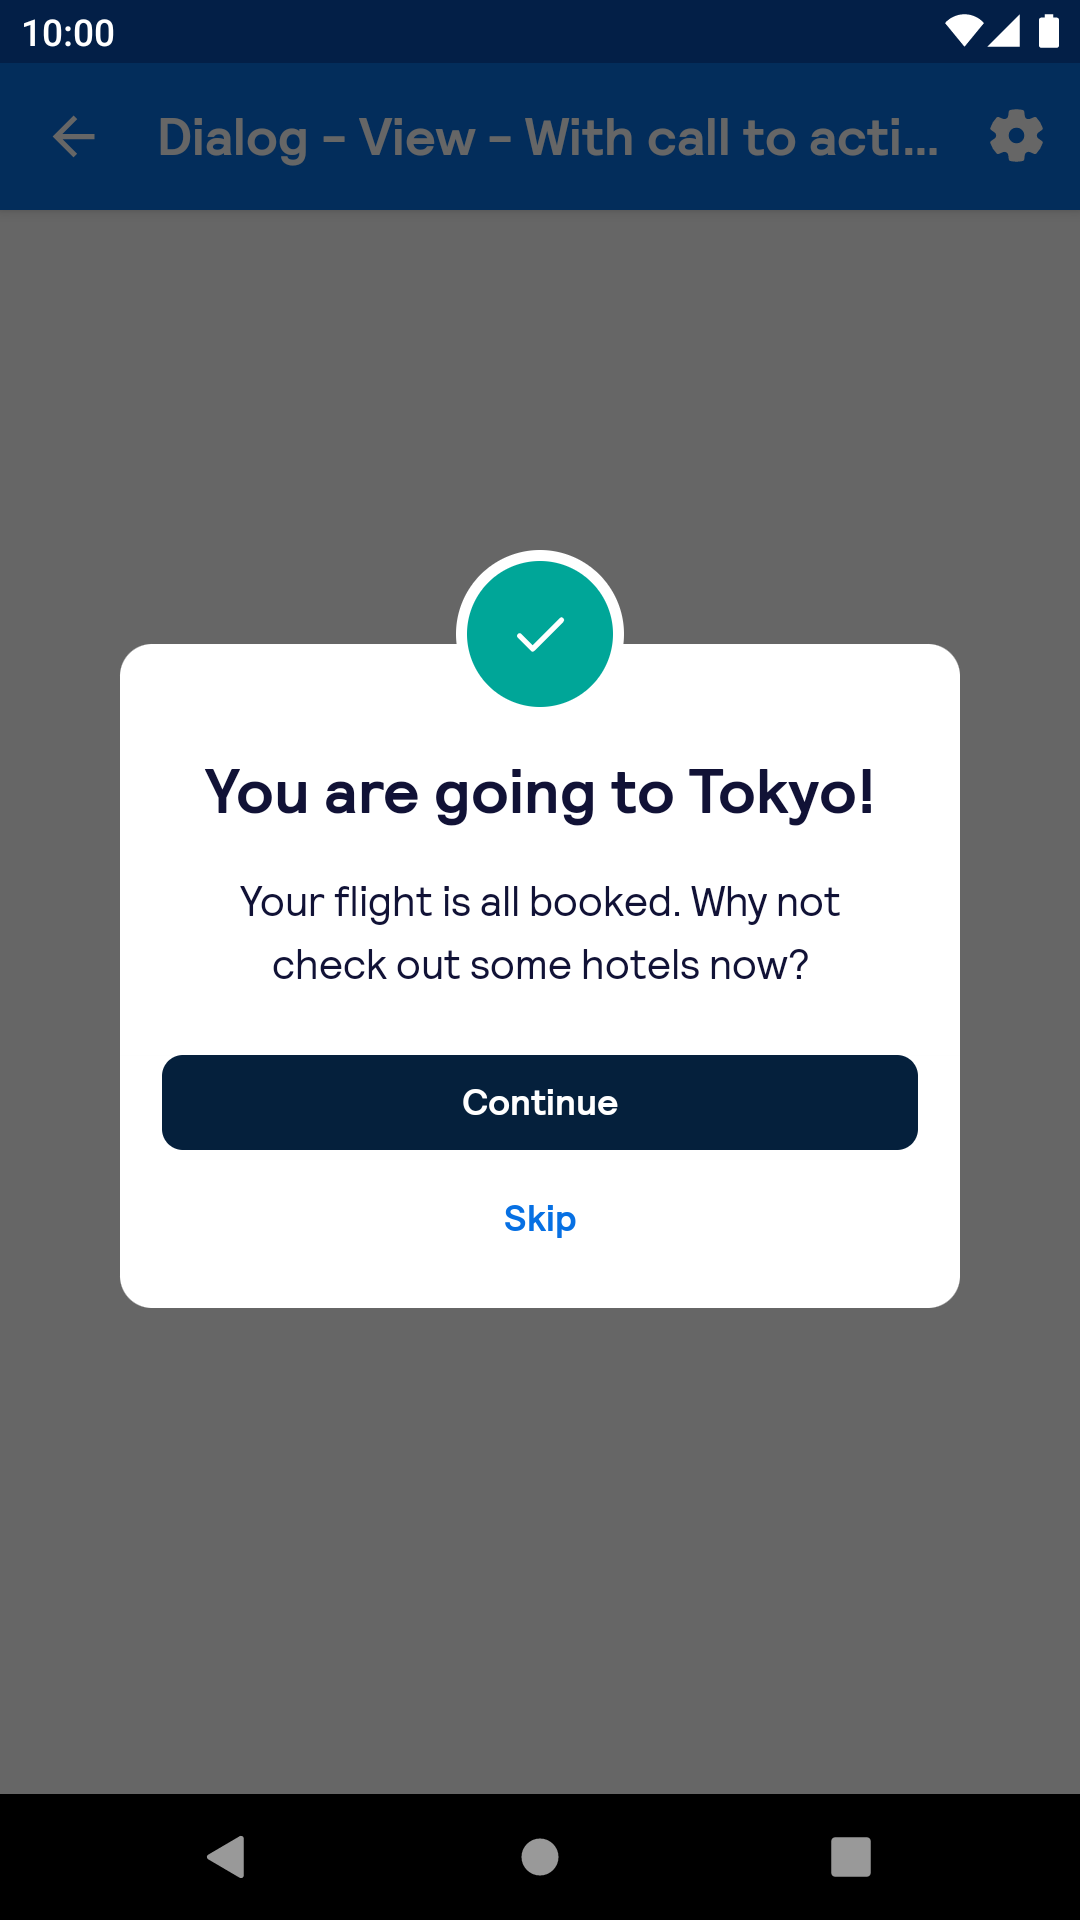 10:00
Dialog - View - With call to acti...
You are going to Tokyo!
Your flight is all booked. Why not
check out some hotels now?
Continue
Skip